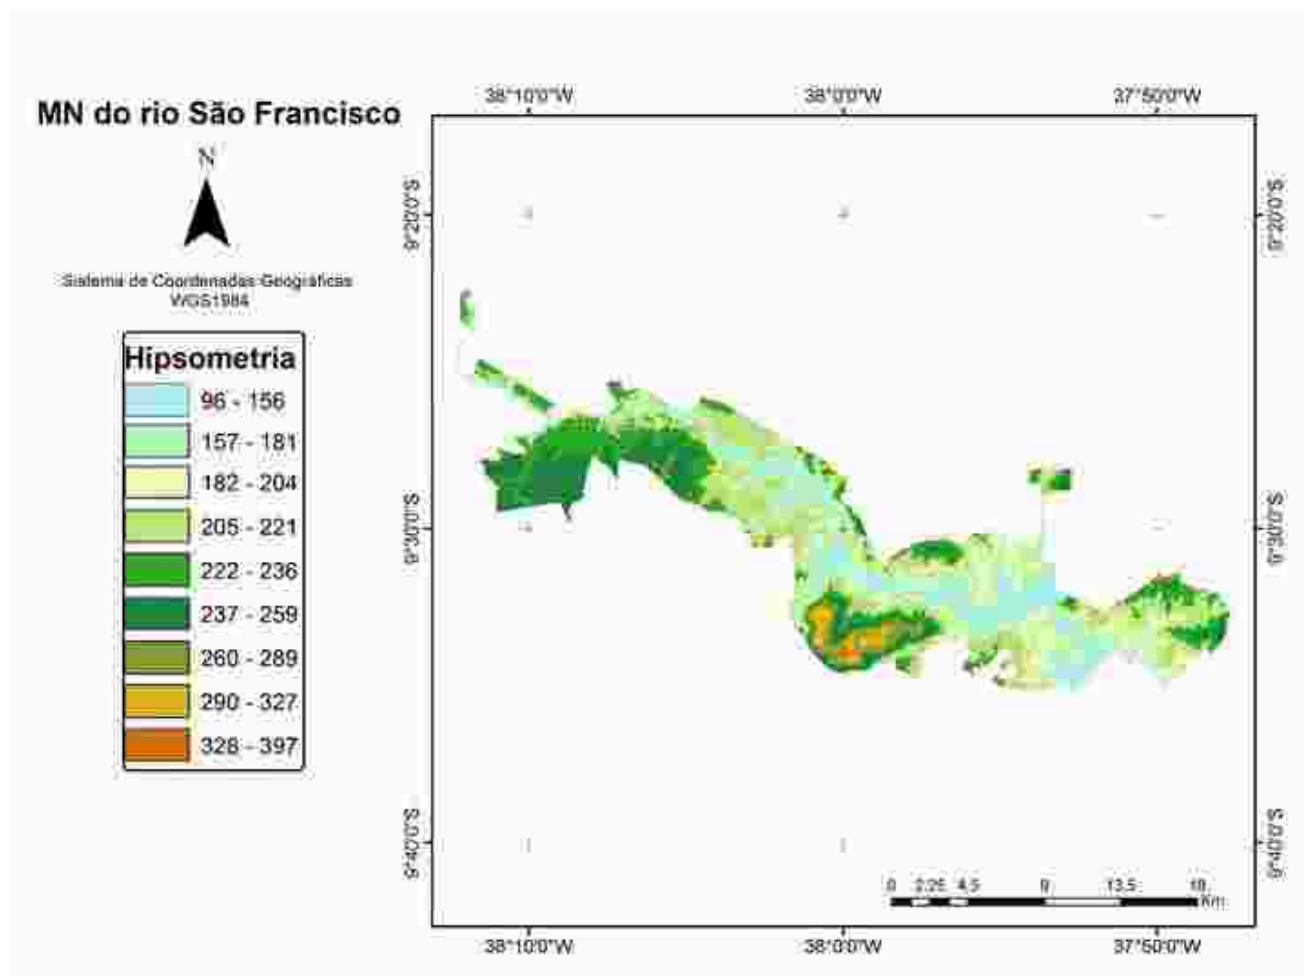 MN do rio São Francisco
N
Sistema de Coordenadas Geográficas
WGS1984
Hipsometria
96 - 156
157 - 181
182 - 204
205 - 221
222 - 236
237 - 259
260 - 289
290 - 327
328 - 397
38°10'0"W 38°0'0"W 37°50'0"W
9°20'0"S 9°20'0"S
9°30'0"S 9°30'0"S
9°40'0"S 9°40'0"S
0 2,25 4,5 9 13,5 18
Km
38°10'0"W 38°0'0"W 37°50'0"W